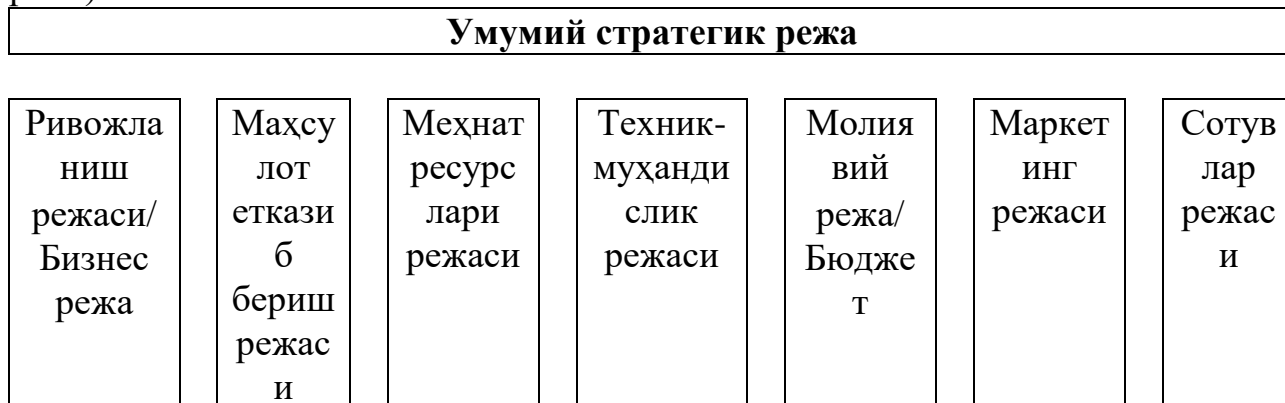 Умумий стратегик режа
Ривожла
ниш
режаси/
Бизнес
режа
Маҳсу
лот
еткази
б
бериш
режас
и
Меҳнат
ресурс
лари
режаси
Техник-
муҳанди
слик
режаси
Молия
вий
режа/
Бюдже
т
Маркет
инг
режаси
Сотув
лар
режас
и